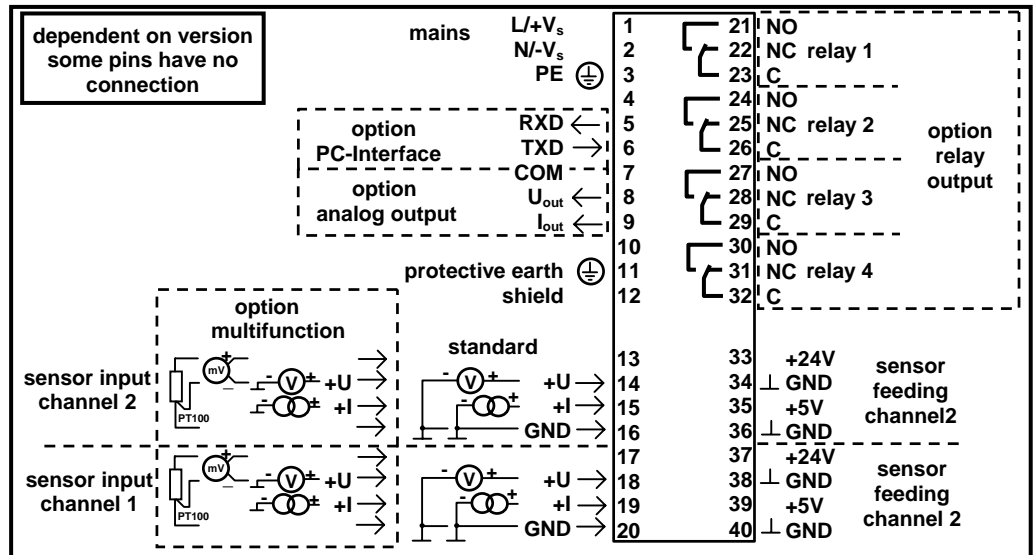 dependent on version
some pins have no
connection
mains
L/+Vs
N/-Vs
PE
option
PC-Interface
RXD
TXD
COM
option
analog output
Uout
Iout
protective earth
shield
option
multifunction
standard
sensor input
channel 2
PT100
mV
+
-
- V + +U
- + +I
- V + +U
- + +I
GND
sensor input
channel 1
PT100
mV
+
-
- V + +U
- + +I
- V + +U
- + +I
GND
1
2
3
4
5
6
7
8
9
10
11
12
13
14
15
16
17
18
19
20
21 NO
22 NC relay 1
23 C
24 NO
25 NC relay 2
26 C
27 NO
28 NC relay 3
29 C
30 NO
31 NC relay 4
32 C
option
relay
output
33 +24V
34 GND
35 +5V
36 GND
sensor
feeding
channel2
37 +24V
38 GND
39 +5V
40 GND
sensor
feeding
channel 2